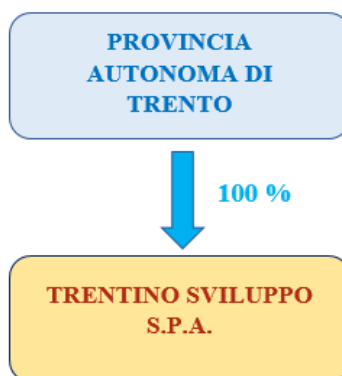 PROVINCIA
AUTONOMA DI
TRENTO
100 %
TRENTINO SVILUPPO
S.P.A.